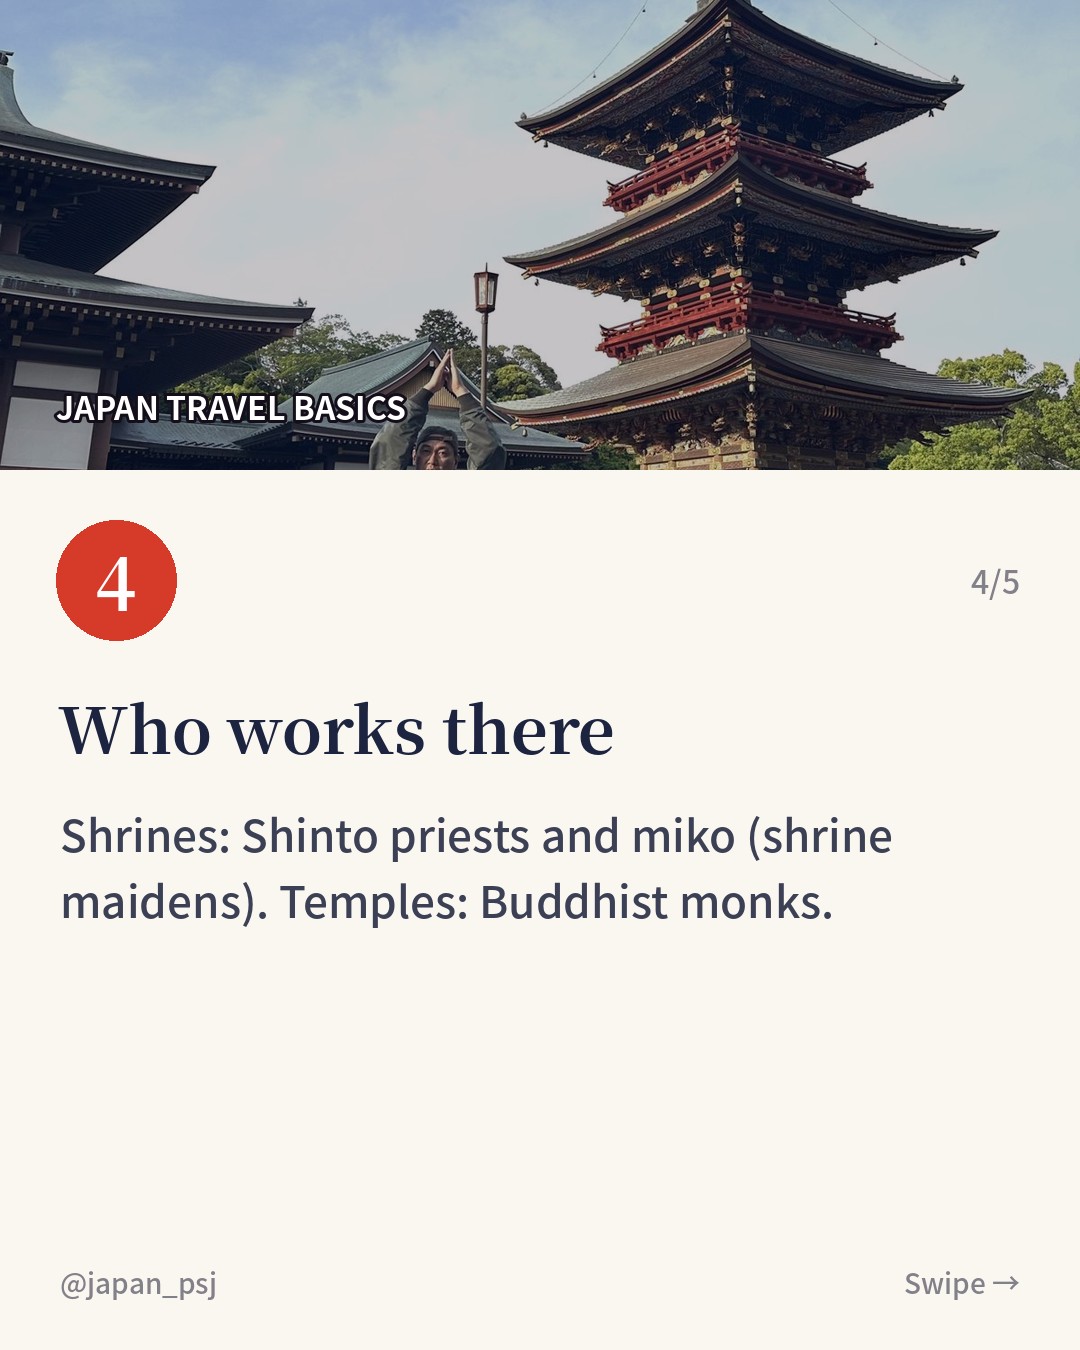 JAPAN TRAVEL BASICS
4
4/5
Who works there
Shrines: Shinto priests and miko (shrine
maidens). Temples: Buddhist monks.
@japan_psj
Swipe →